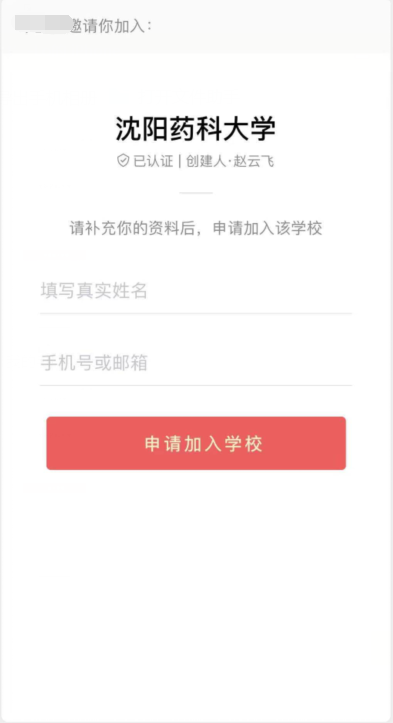 邀请你加入：
沈阳药科大学
已认证 | 创建人·赵云飞
请补充你的资料后，申请加入该学校
填写真实姓名
手机号或邮箱
申请加入学校